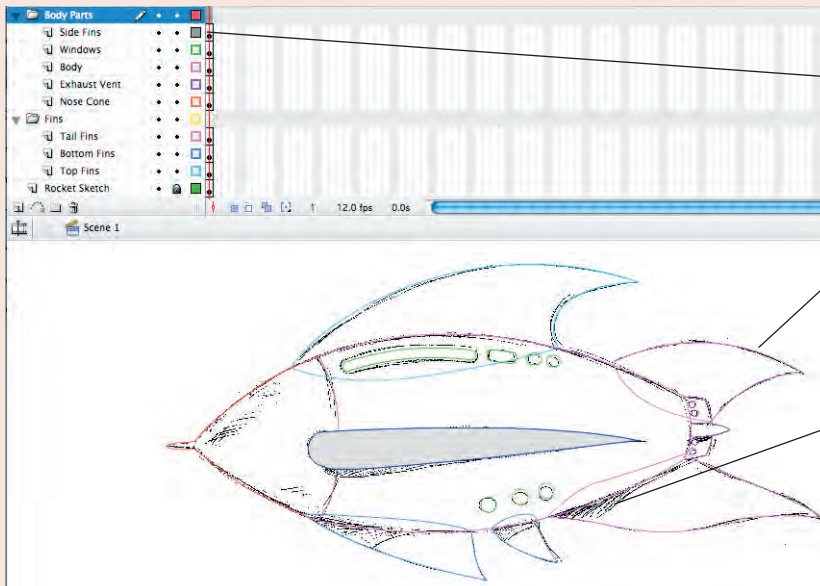 Body Parts
Side Fins
Windows
Body
Exhaust Vent
Nose Cone
Fins
Tail Fins
Bottom Fins
Top Fins
Rocket Sketch
1 12.0 fps 0.0s
Scene 1